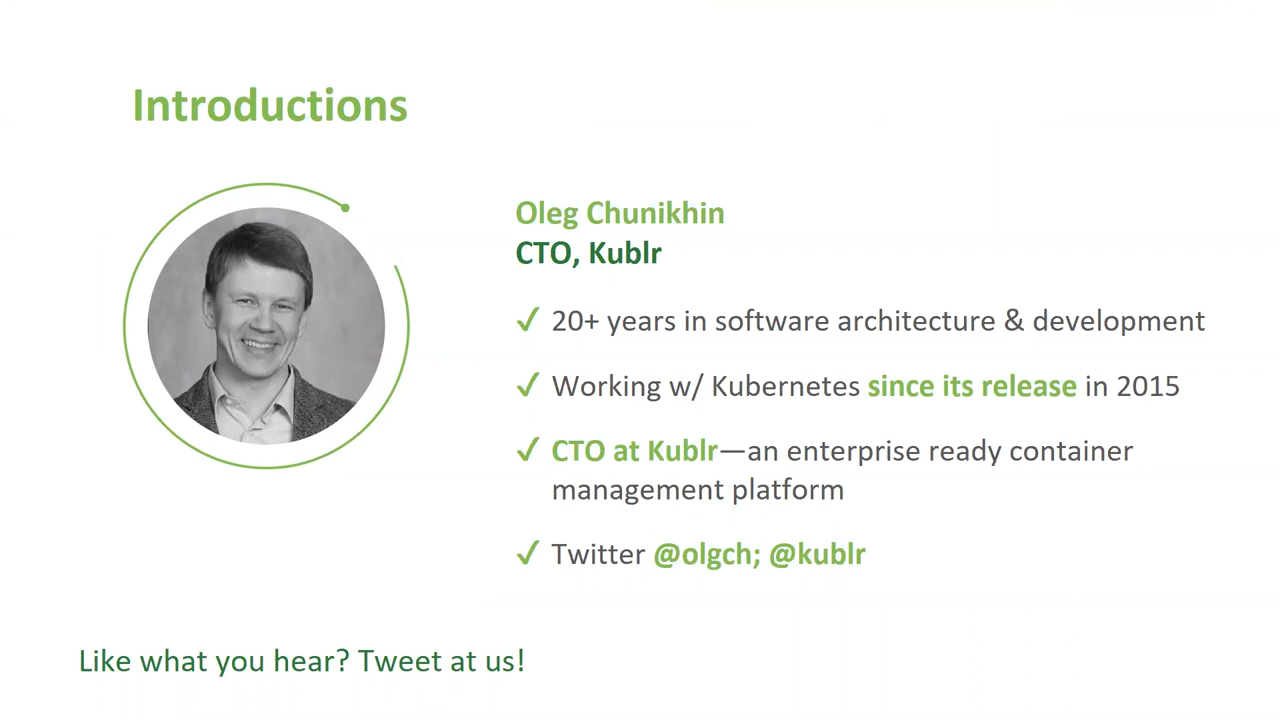 Introductions
Oleg Chunikhin
CTO, Kublr
✓ 20+ years in software architecture & development
✓ Working w/ Kubernetes since its release in 2015
✓ CTO at Kublr—an enterprise ready container
management platform
✓ Twitter @olgch; @kublr
Like what you hear? Tweet at us!